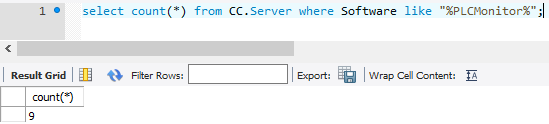 1 select count(*) from CC.Server where Software like "%PLCMonitor%";
Result Grid Filter Rows: Export: Wrap Cell Content: IA
count(*)
9